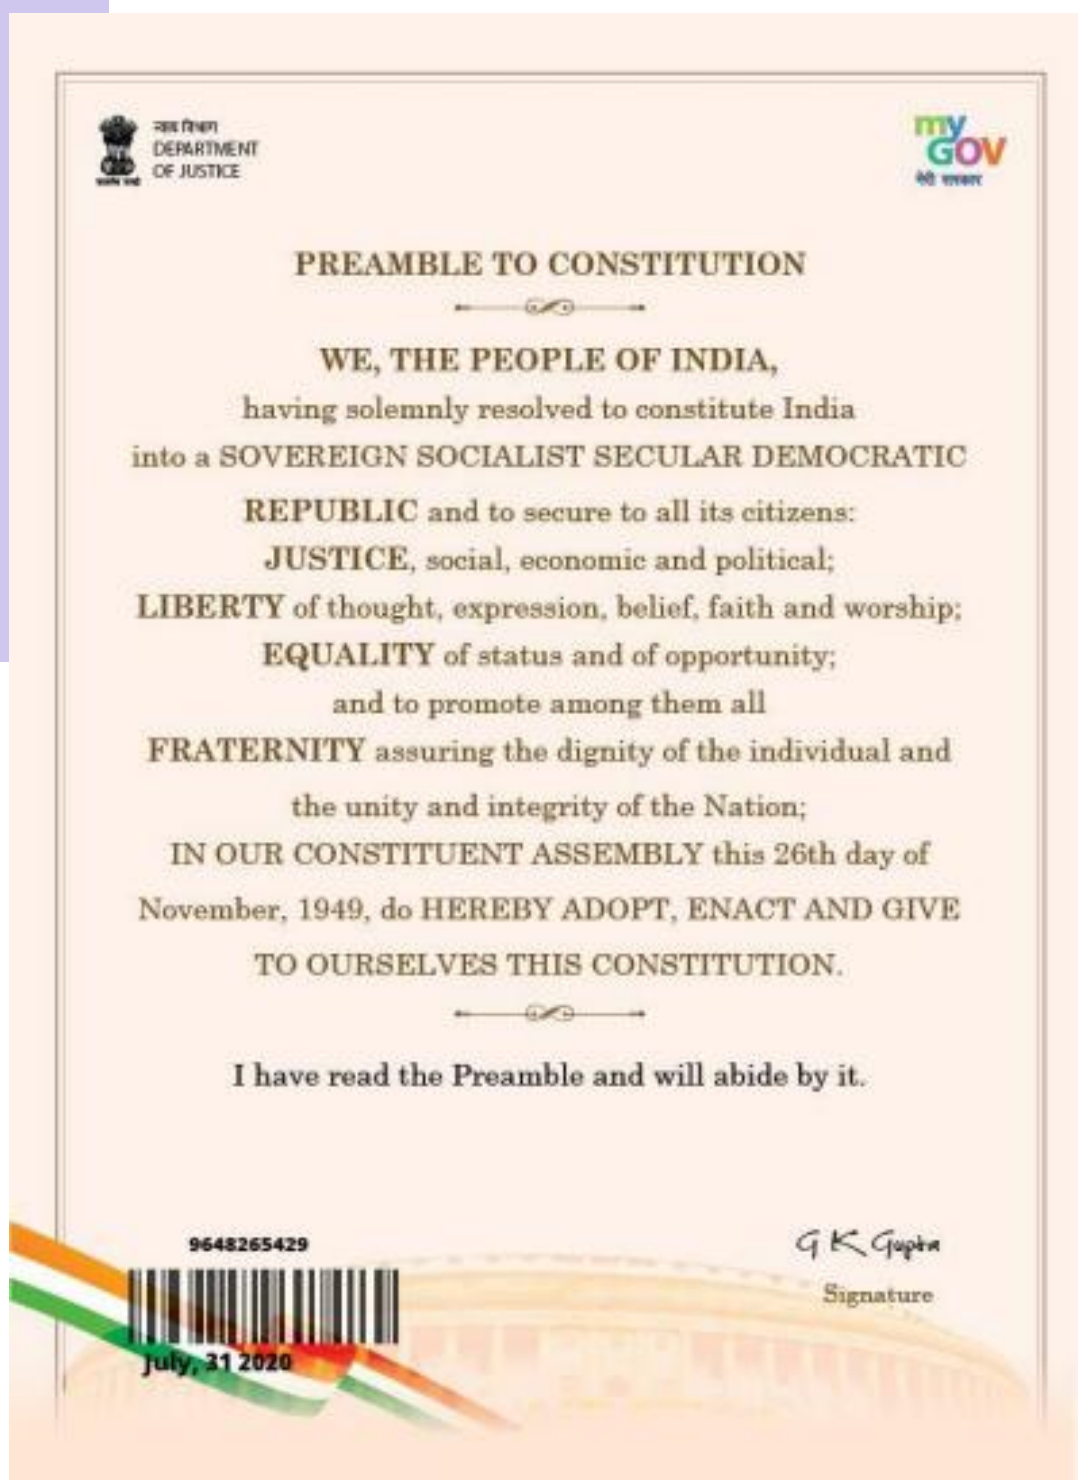 न्याय विभाग
DEPARTMENT
OF JUSTICE
my
GOV
मेरी सरकार
PREAMBLE TO CONSTITUTION
WE, THE PEOPLE OF INDIA,
having solemnly resolved to constitute India
into a SOVEREIGN SOCIALIST SECULAR DEMOCRATIC
REPUBLIC and to secure to all its citizens:
JUSTICE, social, economic and political;
LIBERTY of thought, expression, belief, faith and worship;
EQUALITY of status and of opportunity;
and to promote among them all
FRATERNITY assuring the dignity of the individual and
the unity and integrity of the Nation;
IN OUR CONSTITUENT ASSEMBLY this 26th day of
November, 1949, do HEREBY ADOPT, ENACT AND GIVE
TO OURSELVES THIS CONSTITUTION.
I have read the Preamble and will abide by it.
9648265429
July, 31 2020
G K Gupta
Signature